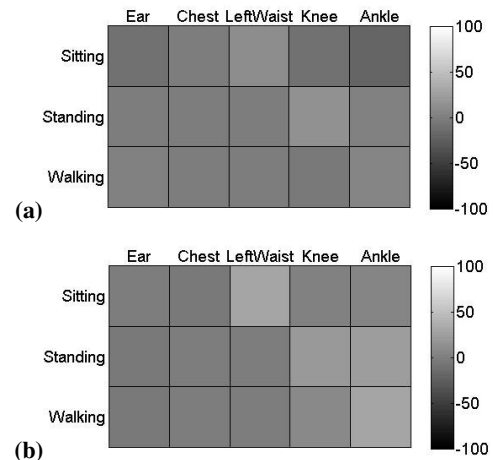 Ear Chest LeftWaist Knee Ankle
Sitting
Standing
Walking
100
50
0
-50
-100
(a)
Ear Chest LeftWaist Knee Ankle
Sitting
Standing
Walking
100
50
0
-50
-100
(b)